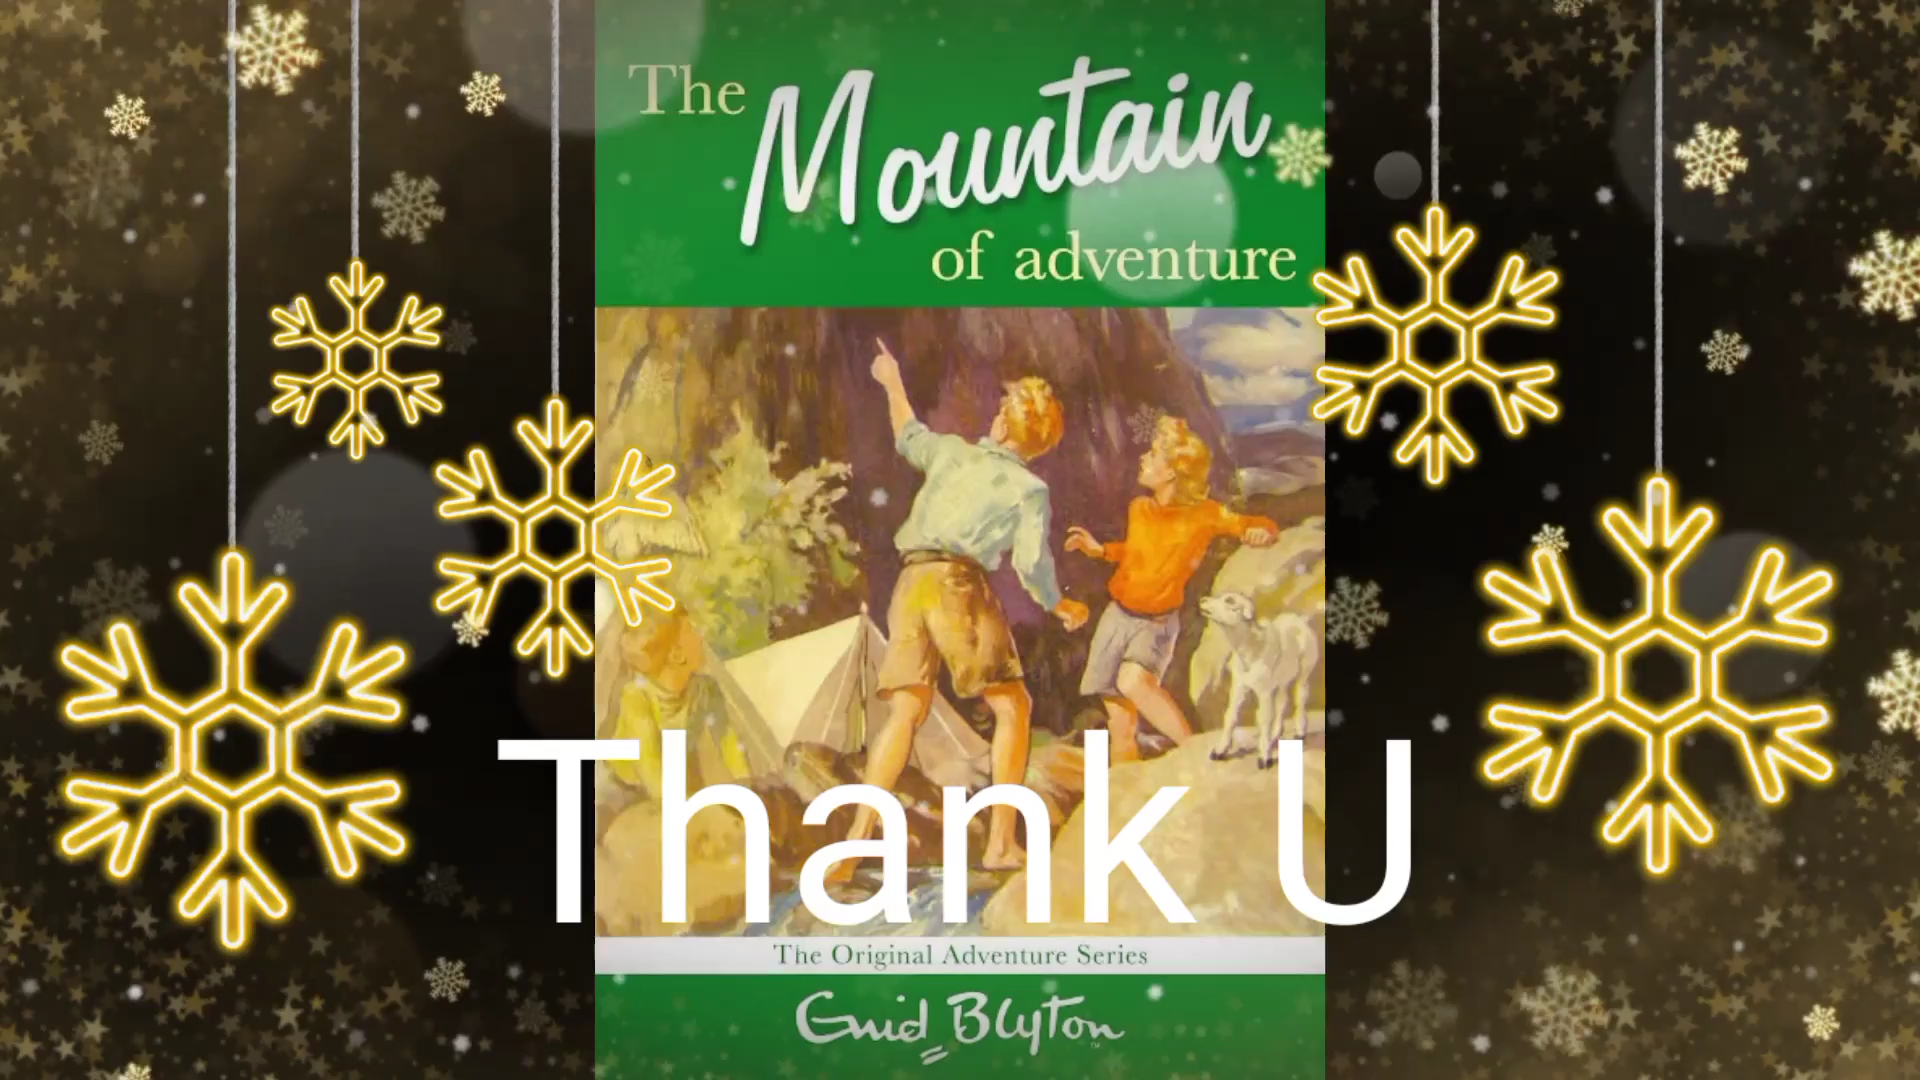 The
Mountain
of adventure
Thank U
The Original Adventure Series
Enid Blyton